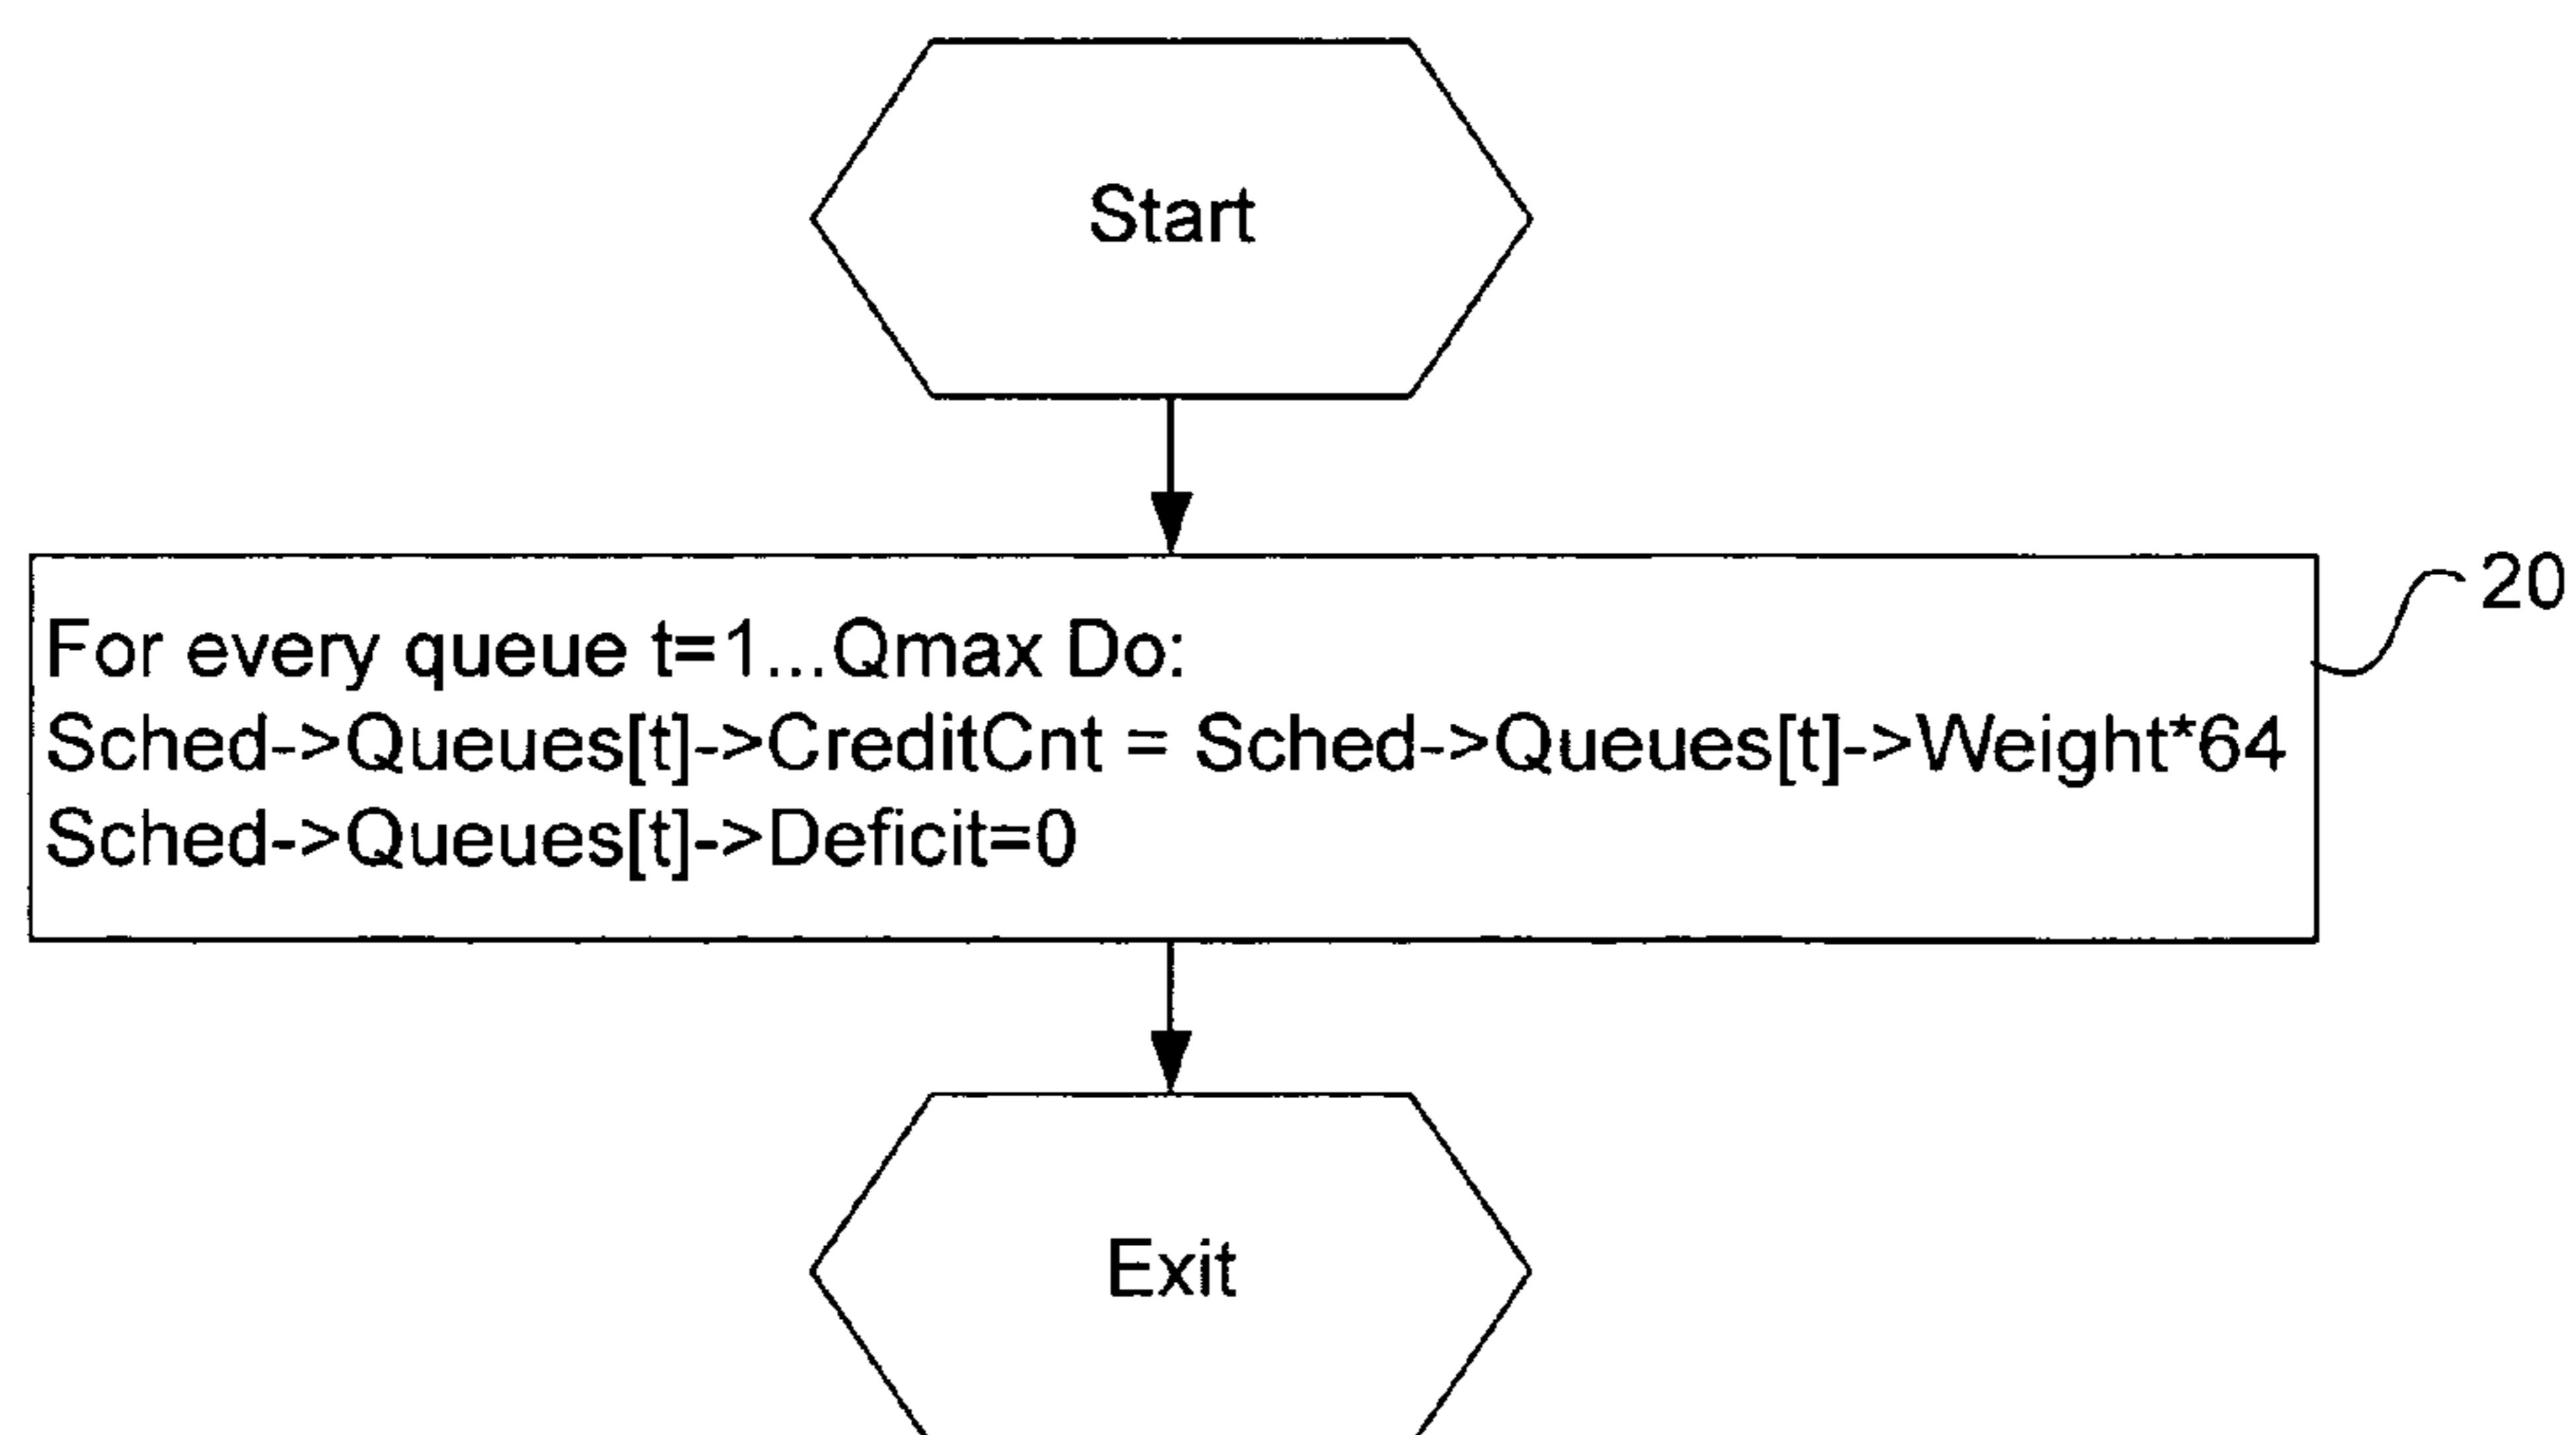 Start
20
For every queue t=1...Qmax Do:
Sched->Queues[t]->CreditCnt = Sched->Queues[t]->Weight*64
Sched->Queues[t]->Deficit=0
Exit